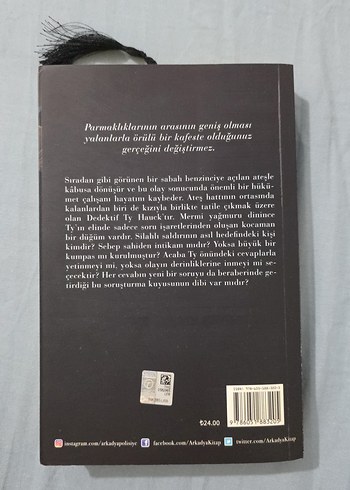 Parmaklıklarının arasının geniş olması
yalanlarla örülü bir kafeste olduğunuz
gerçeğini değiştirmez.
Sıradan gibi görünen bir sabah benzinciye açılan ateşle
kâbusa dönüşür ve bu olay sonucunda önemli bir hükü-
met çalışanı hayatını kaybeder. Ateş hattının ortasında
kalanlardan biri de kızıyla birlikte tatile çıkmak üzere
olan Dedektif Ty Hauck'tır. Mermi yağmuru dinince
Ty'ın elinde sadece soru işaretlerinden oluşan kocaman
bir düğüm vardır. Silahlı saldırının asıl hedefindeki kişi
kimdir? Sebep sahiden intikam mıdır? Yoksa büyük bir
kumpas mı kurulmuştur? Acaba Ty önündeki cevaplarla
yetinmeyi mi, yoksa olayın derinliklerine inmeyi mi se-
çecektir? Her cevabın yeni bir soruyu da beraberinde ge-
tirdiği bu soruşturma kuyusunun dibi var mıdır?
₺24.00
9 786051 883205
instagram.com/arkadyapolisiye
facebook.com/ArkadyaKitap
twitter.com/ArkadyaKitap